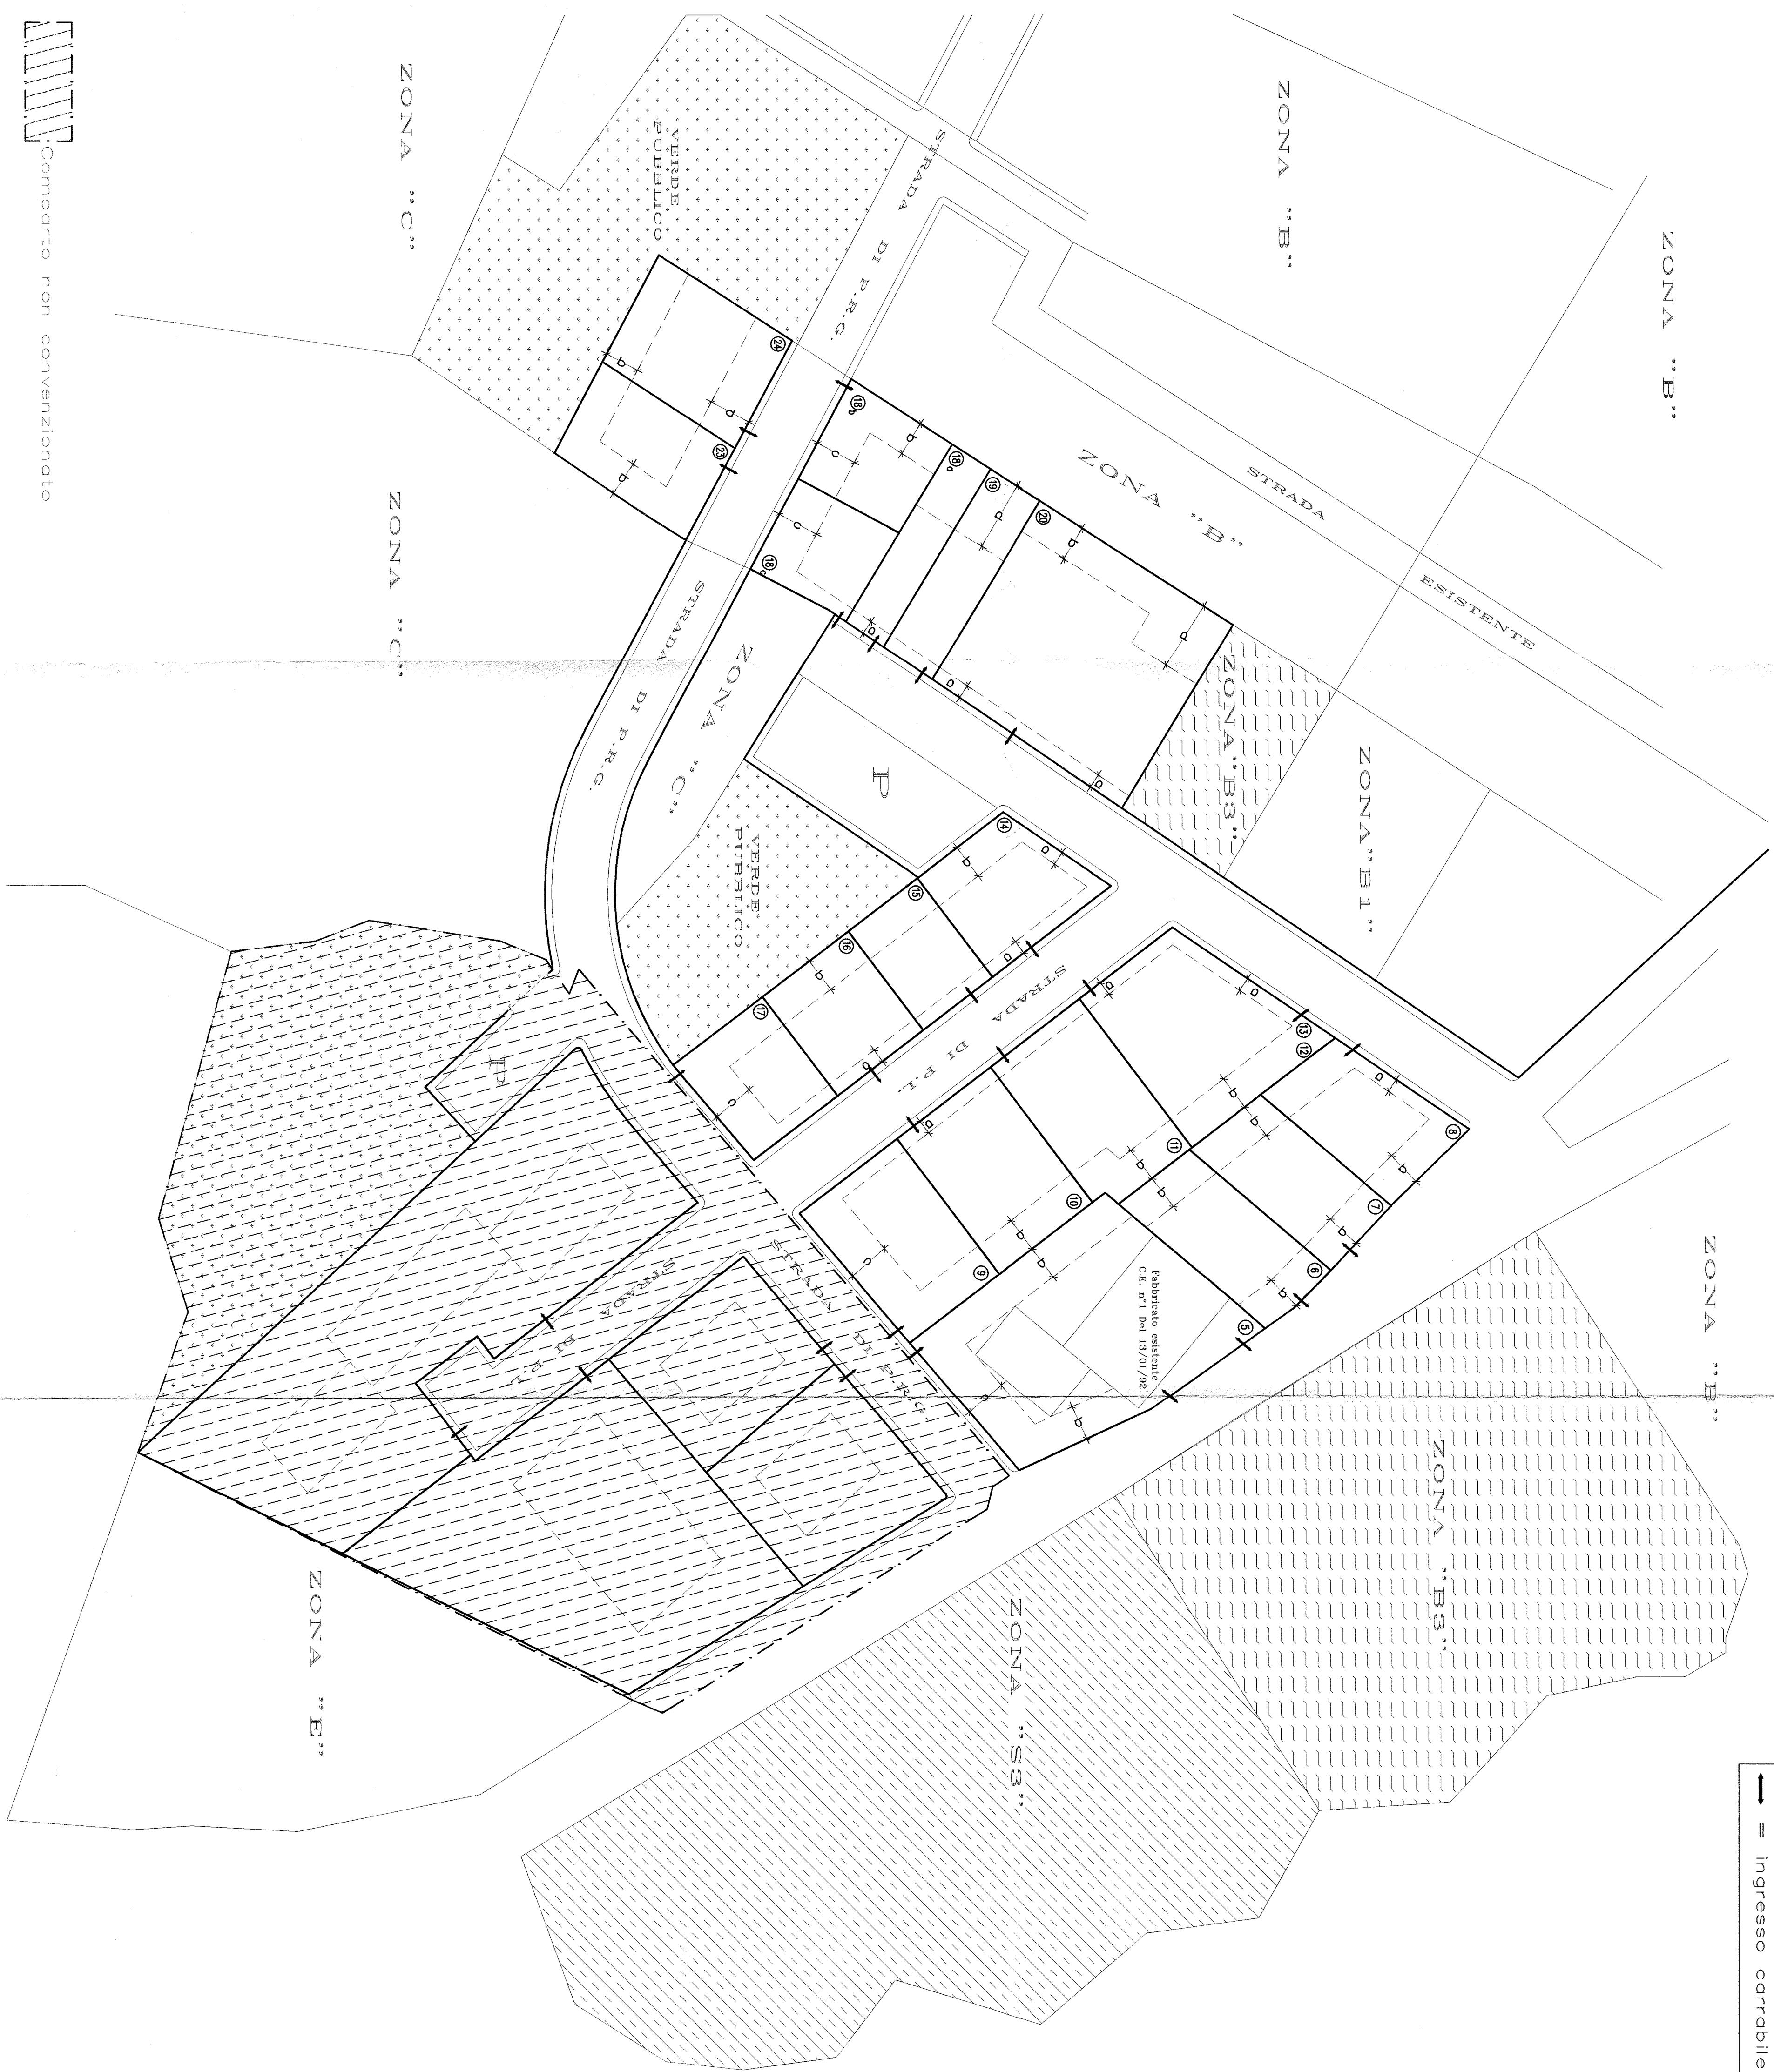 ZONA "B"
ZONA "B"
ZONA "C"
ZONA "C"
Comparto non convenzionato
VERDE
PUBBLICO
STRADA DI P.R.G.
STRADA ESISTENTE
ZONA "B"
ZONA "B3"
ZONA "B1"
24
23
18b
18a
18c
19
20
b
b
d
b
c
c
b
d
b
d
a
a
a
STRADA DI P.R.G.
ZONA "C"
P
VERDE
PUBBLICO
14
15
16
17
b
a
a
b
a
c
STRADA DI P.L.
13
12
11
10
9
8
7
6
5
a
a
a
a
b
b
b
b
b
b
b
b
b
c
c
b
Fabbricato esistente
C.E. n°1 Del 13/01/92
P
STRADA DI P.L.
STRADA DI P.R.G.
ZONA "B"
ZONA "B3"
ZONA "S3"
ZONA "E"
= ingresso carrabile